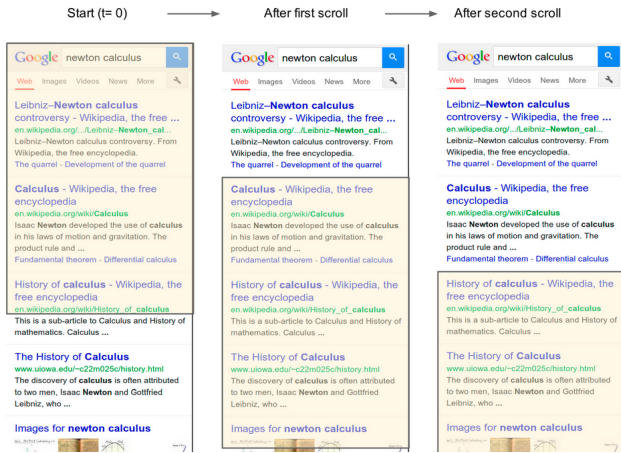 Start (t= 0)
After first scroll
After second scroll
Google newton calculus
Web Images Videos News More
Leibniz–Newton calculus
controversy - Wikipedia, the free ...
en.wikipedia.org/.../Leibniz–Newton_cal...
Leibniz–Newton calculus controversy. From
Wikipedia, the free encyclopedia.
The quarrel - Development of the quarrel
Calculus - Wikipedia, the free
encyclopedia
en.wikipedia.org/wiki/Calculus
Isaac Newton developed the use of calculus
in his laws of motion and gravitation. The
product rule and ...
Fundamental theorem - Differential calculus
History of calculus - Wikipedia, the
free encyclopedia
en.wikipedia.org/wiki/History_of_calculus
This is a sub-article to Calculus and History of
mathematics. Calculus ...
The History of Calculus
www.uiowa.edu/~c22m025c/history.html
The discovery of calculus is often attributed
to two men, Isaac Newton and Gottfried
Leibniz, who ...
Images for newton calculus
Google newton calculus
Web Images Videos News More
Leibniz–Newton calculus
controversy - Wikipedia, the free ...
en.wikipedia.org/.../Leibniz–Newton_cal...
Leibniz–Newton calculus controversy. From
Wikipedia, the free encyclopedia.
The quarrel - Development of the quarrel
Calculus - Wikipedia, the free
encyclopedia
en.wikipedia.org/wiki/Calculus
Isaac Newton developed the use of calculus
in his laws of motion and gravitation. The
product rule and ...
Fundamental theorem - Differential calculus
History of calculus - Wikipedia, the
free encyclopedia
en.wikipedia.org/wiki/History_of_calculus
This is a sub-article to Calculus and History of
mathematics. Calculus ...
The History of Calculus
www.uiowa.edu/~c22m025c/history.html
The discovery of calculus is often attributed
to two men, Isaac Newton and Gottfried
Leibniz, who ...
Images for newton calculus
Google newton calculus
Web Images Videos News More
Leibniz–Newton calculus
controversy - Wikipedia, the free ...
en.wikipedia.org/.../Leibniz–Newton_cal...
Leibniz–Newton calculus controversy. From
Wikipedia, the free encyclopedia.
The quarrel - Development of the quarrel
Calculus - Wikipedia, the free
encyclopedia
en.wikipedia.org/wiki/Calculus
Isaac Newton developed the use of calculus
in his laws of motion and gravitation. The
product rule and ...
Fundamental theorem - Differential calculus
History of calculus - Wikipedia, the
free encyclopedia
en.wikipedia.org/wiki/History_of_calculus
This is a sub-article to Calculus and History of
mathematics. Calculus ...
The History of Calculus
www.uiowa.edu/~c22m025c/history.html
The discovery of calculus is often attributed
to two men, Isaac Newton and Gottfried
Leibniz, who ...
Images for newton calculus